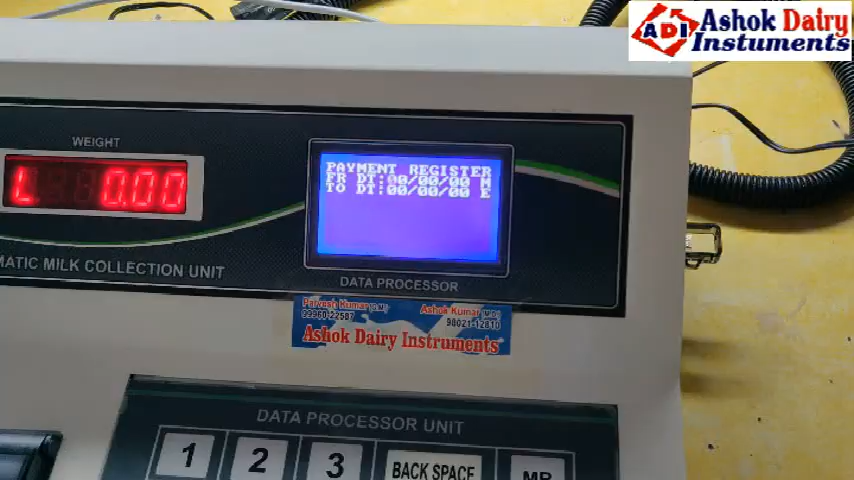 ADI Ashok Dairy
Instuments
WEIGHT
L 0.00
PAYMENT REGISTER
FR DT:00/00/00 M
TO DT:00/00/00 E
MATIC MILK COLLECTION UNIT
DATA PROCESSOR
Parvesh Kumar(G.M.) Ashok Kumar(M.D.)
Ashok Dairy Instruments
DATA PROCESSOR UNIT
1 2 3 BACK SPACE MR